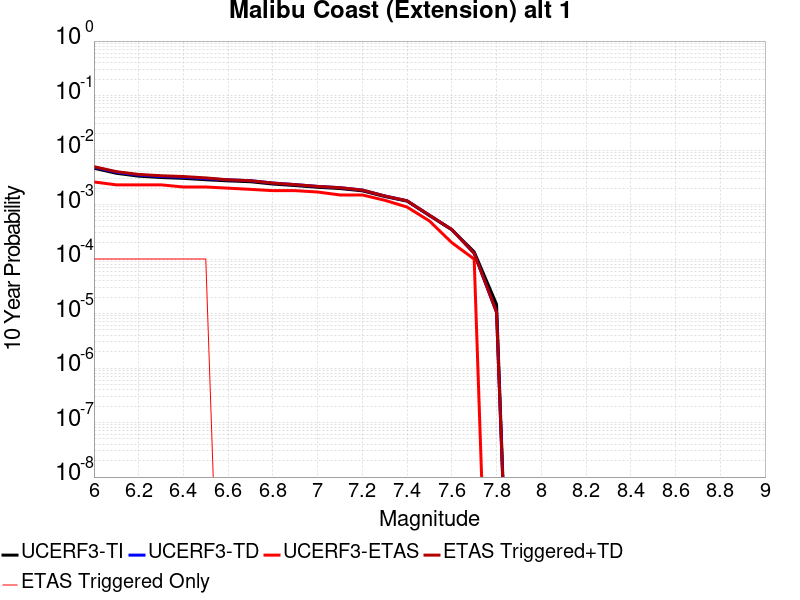 Malibu Coast (Extension) alt 1
10 0
10 -1
10 -2
10 -3
10 -4
10 -5
10 -6
10 -7
10 -8
10 Year Probability
6 6.2 6.4 6.6 6.8 7 7.2 7.4 7.6 7.8 8 8.2 8.4 8.6 8.8 9
Magnitude
UCERF3-TI UCERF3-TD UCERF3-ETAS ETAS Triggered+TD
ETAS Triggered Only